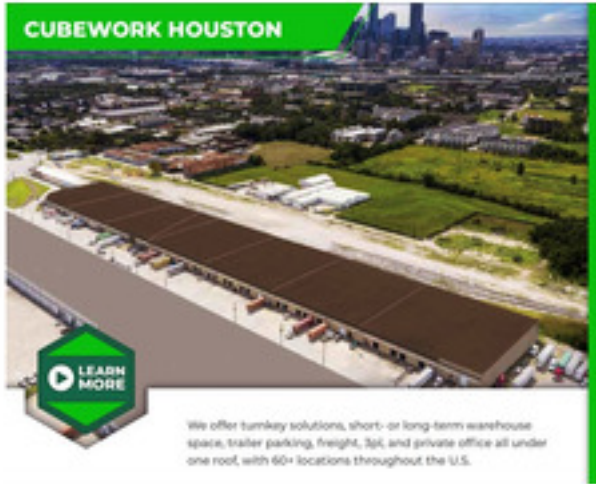 CUBEWORK HOUSTON
LEARN
MORE
We offer turnkey solutions, short- or long-term warehouse
space, trailer parking, freight, 3pl, and private office all under
one roof, with 60+ locations throughout the U.S.